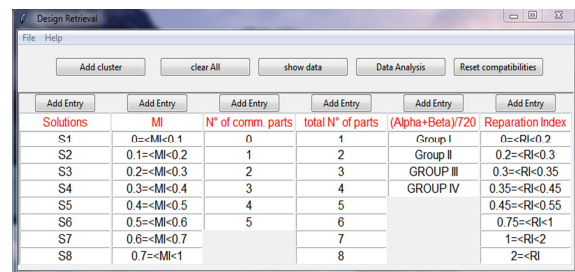 Design Retrieval
File Help
Add cluster clear All show data Data Analysis Reset compatibilities
Add Entry Add Entry Add Entry Add Entry Add Entry Add Entry
Solutions MI N° of comm. parts total N° of parts (Alpha+Beta)/720 Reparation Index
S1 0=<MI<0.1 0 1 Group I 0=<RI<0.2
S2 0.1=<MI<0.2 1 2 Group II 0.2=<RI<0.3
S3 0.2=<MI<0.3 2 3 GROUP III 0.3=<RI<0.35
S4 0.3=<MI<0.4 3 4 GROUP IV 0.35=<RI<0.45
S5 0.4=<MI<0.5 4 5 0.45=<RI<0.55
S6 0.5=<MI<0.6 5 6 0.75=<RI<1
S7 0.6=<MI<0.7 7 1=<RI<2
S8 0.7=<MI<1 8 2=<RI